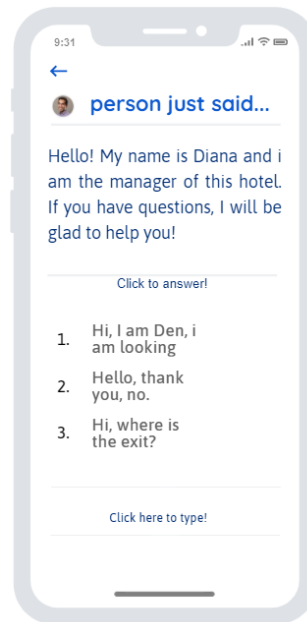 9:31
person just said...
Hello! My name is Diana and i
am the manager of this hotel.
If you have questions, I will be
glad to help you!
Click to answer!
1. Hi, I am Den, i
am looking
2. Hello, thank
you, no.
3. Hi, where is
the exit?
Click here to type!